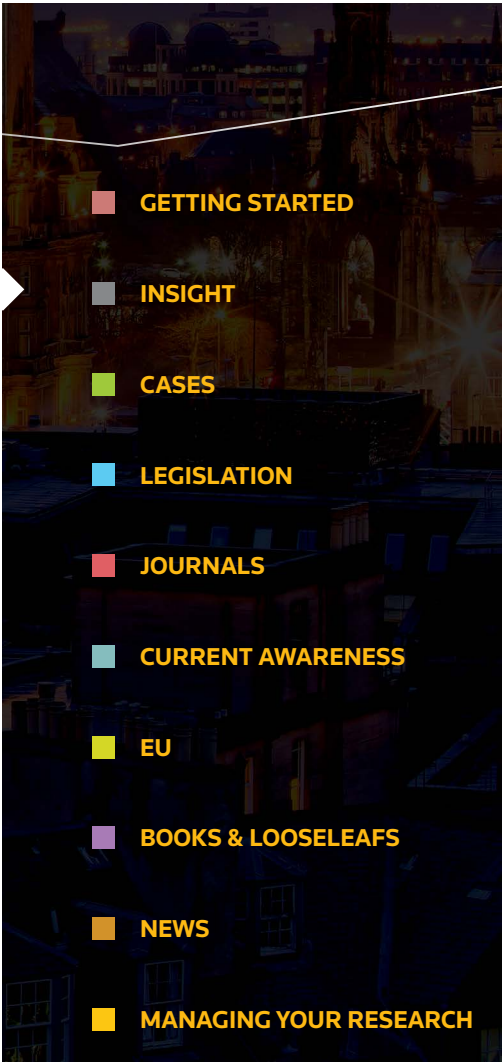 GETTING STARTED
INSIGHT
CASES
LEGISLATION
JOURNALS
CURRENT AWARENESS
EU
BOOKS & LOOSELEAFS
NEWS
MANAGING YOUR RESEARCH